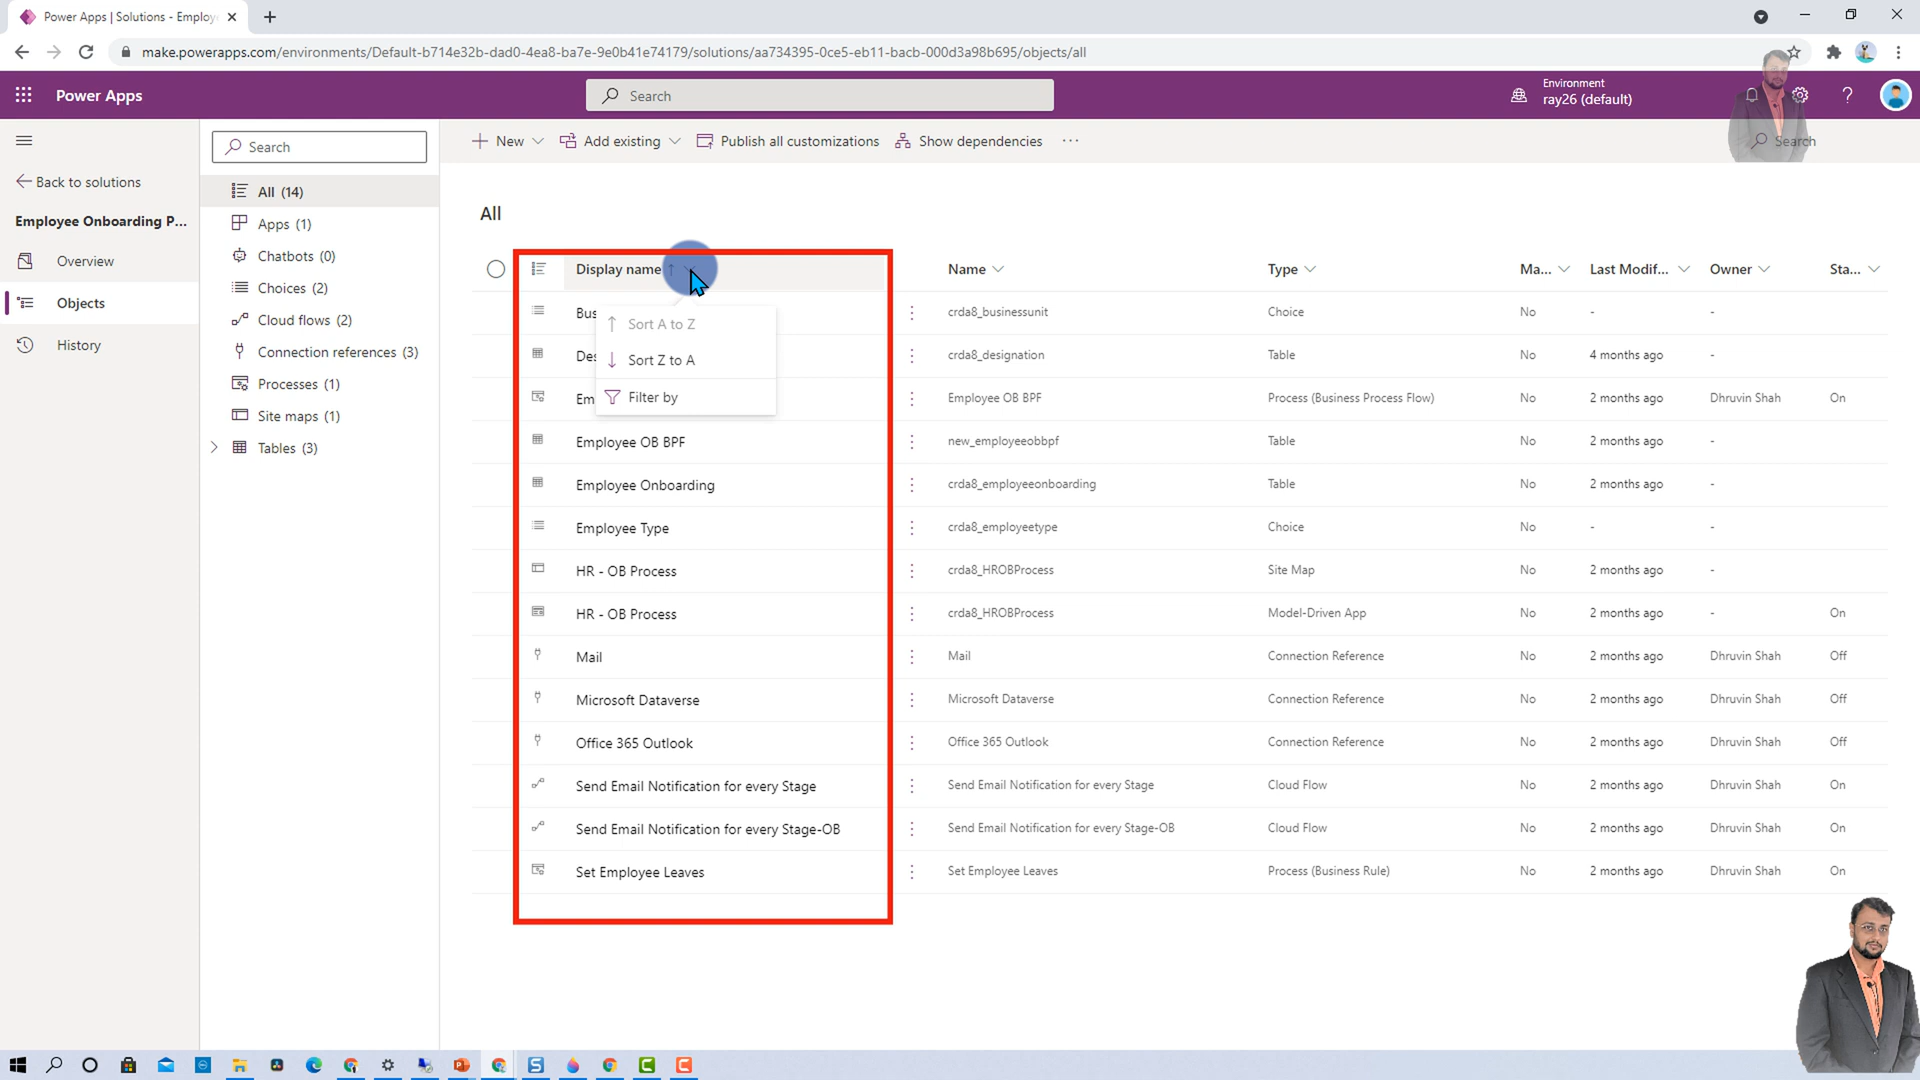 Power Apps | Solutions - Employ
make.powerapps.com/environments/Default-b714e32b-dad0-4ea8-ba7e-9e0b41e74179/solutions/aa734395-0ce5-eb11-bacb-000d3a98b695/objects/all
Power Apps
Search
Environment
ray26 (default)
Back to solutions
Employee Onboarding P...
Overview
Objects
History
Search
All (14)
Apps (1)
Chatbots (0)
Choices (2)
Cloud flows (2)
Connection references (3)
Processes (1)
Site maps (1)
Tables (3)
New
Add existing
Publish all customizations
Show dependencies
Search
All
Display name Name Type Ma... Last Modif... Owner Sta...
Bus crda8_businessunit Choice No - -
Des crda8_designation Table No 4 months ago -
Em Employee OB BPF Process (Business Process Flow) No 2 months ago Dhruvin Shah On
Sort A to Z
Sort Z to A
Filter by
Employee OB BPF new_employeeobbpf Table No 2 months ago -
Employee Onboarding crda8_employeeonboarding Table No 2 months ago -
Employee Type crda8_employeetype Choice No - -
HR - OB Process crda8_HROBProcess Site Map No 2 months ago -
HR - OB Process crda8_HROBProcess Model-Driven App No 2 months ago - On
Mail Mail Connection Reference No 2 months ago Dhruvin Shah Off
Microsoft Dataverse Microsoft Dataverse Connection Reference No 2 months ago Dhruvin Shah Off
Office 365 Outlook Office 365 Outlook Connection Reference No 2 months ago Dhruvin Shah Off
Send Email Notification for every Stage Send Email Notification for every Stage Cloud Flow No 2 months ago Dhruvin Shah On
Send Email Notification for every Stage-OB Send Email Notification for every Stage-OB Cloud Flow No 2 months ago Dhruvin Shah On
Set Employee Leaves Set Employee Leaves Process (Business Rule) No 2 months ago Dhruvin Shah On